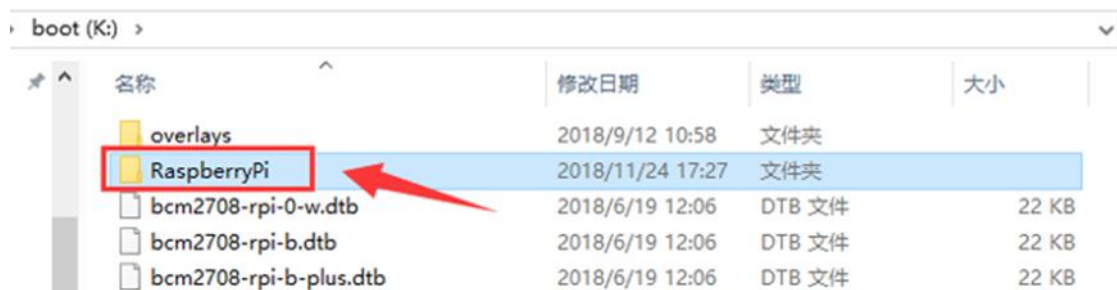 boot (K:)
名称 修改日期 类型 大小
overlays 2018/9/12 10:58 文件夹
RaspberryPi 2018/11/24 17:27 文件夹
bcm2708-rpi-0-w.dtb 2018/6/19 12:06 DTB 文件 22 KB
bcm2708-rpi-b.dtb 2018/6/19 12:06 DTB 文件 22 KB
bcm2708-rpi-b-plus.dtb 2018/6/19 12:06 DTB 文件 22 KB